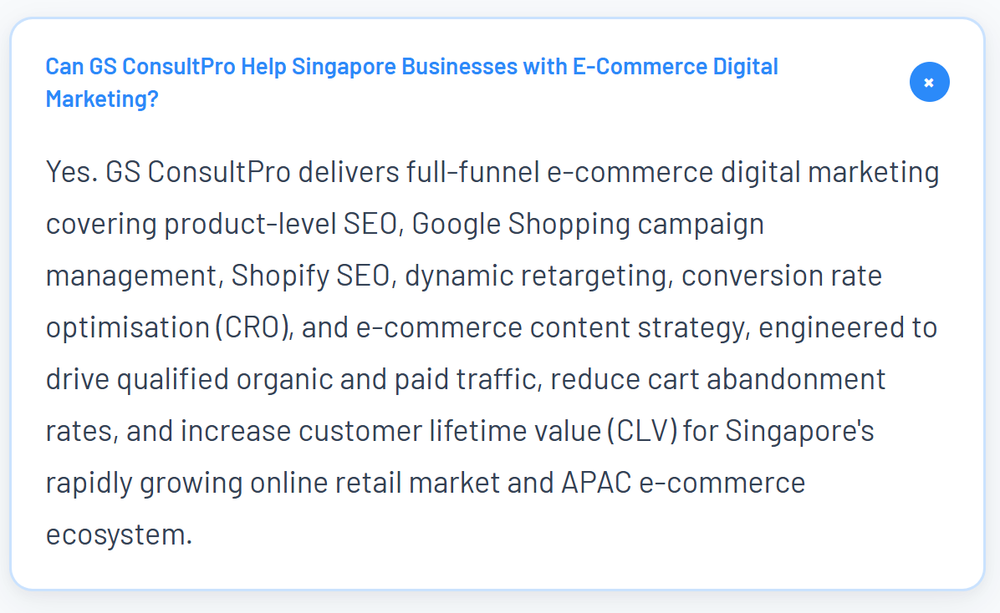 Can GS ConsultPro Help Singapore Businesses with E-Commerce Digital
Marketing?
Yes. GS ConsultPro delivers full-funnel e-commerce digital marketing
covering product-level SEO, Google Shopping campaign
management, Shopify SEO, dynamic retargeting, conversion rate
optimisation (CRO), and e-commerce content strategy, engineered to
drive qualified organic and paid traffic, reduce cart abandonment
rates, and increase customer lifetime value (CLV) for Singapore's
rapidly growing online retail market and APAC e-commerce
ecosystem.